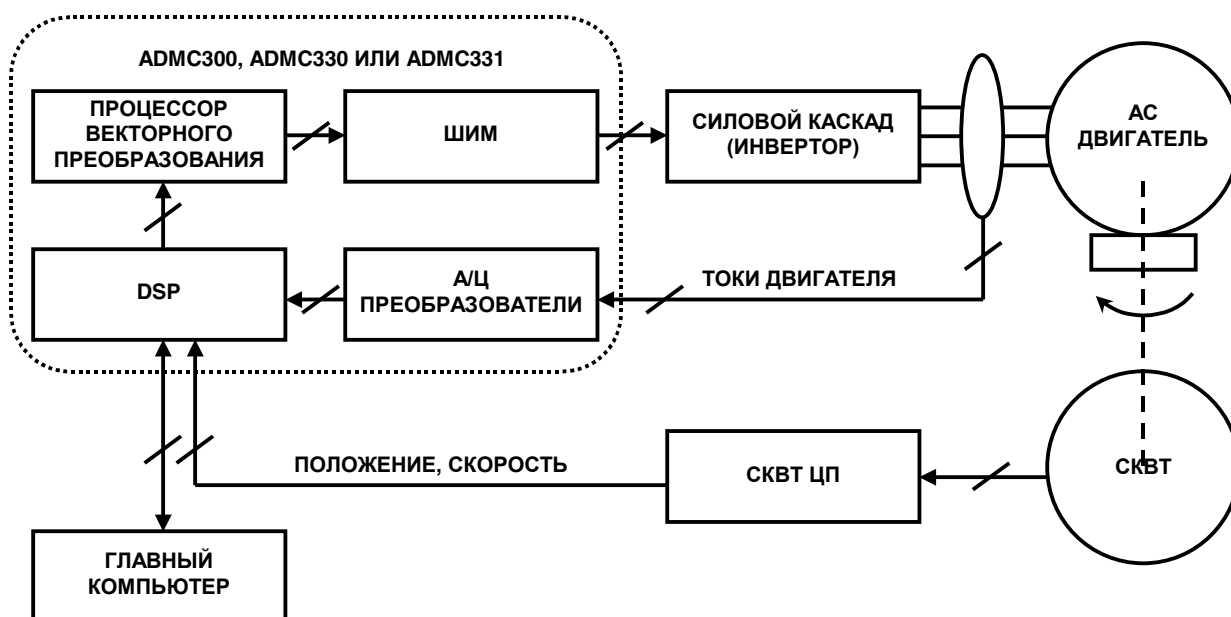 ADMC300, ADMC330 ИЛИ ADMC331
ПРОЦЕССОР
ВЕКТОРНОГО
ПРЕОБРАЗОВАНИЯ
ШИМ
СИЛОВОЙ КАСКАД
(ИНВЕРТОР)
АС
ДВИГАТЕЛЬ
DSP
А/Ц
ПРЕОБРАЗОВАТЕЛИ
ТОКИ ДВИГАТЕЛЯ
ПОЛОЖЕНИЕ, СКОРОСТЬ
СКВТ ЦП
СКВТ
ГЛАВНЫЙ
КОМПЬЮТЕР